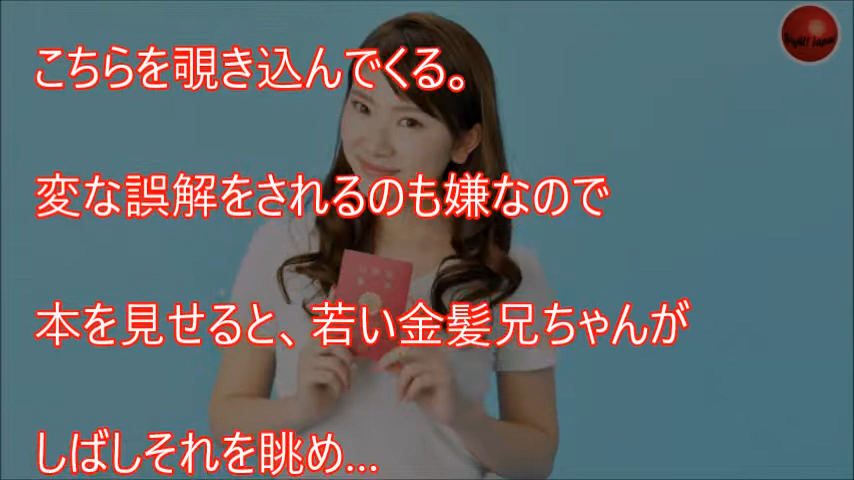 こちらを覗き込んでくる。
変な誤解をされるのも嫌なので
本を見せると、若い金髪兄ちゃんが
しばしそれを眺め…
Bright Japan